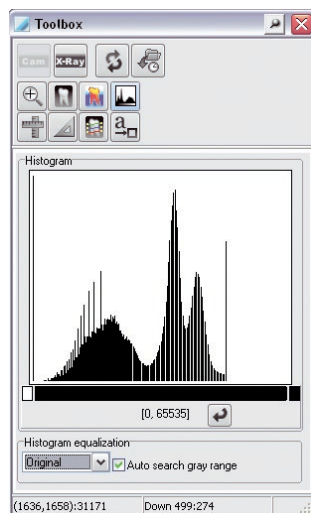 Toolbox
Cam X-Ray
a
Histogram
[0, 65535]
Histogram equalization
Original Auto search gray range
(1636,1658):31171 Down 499:274